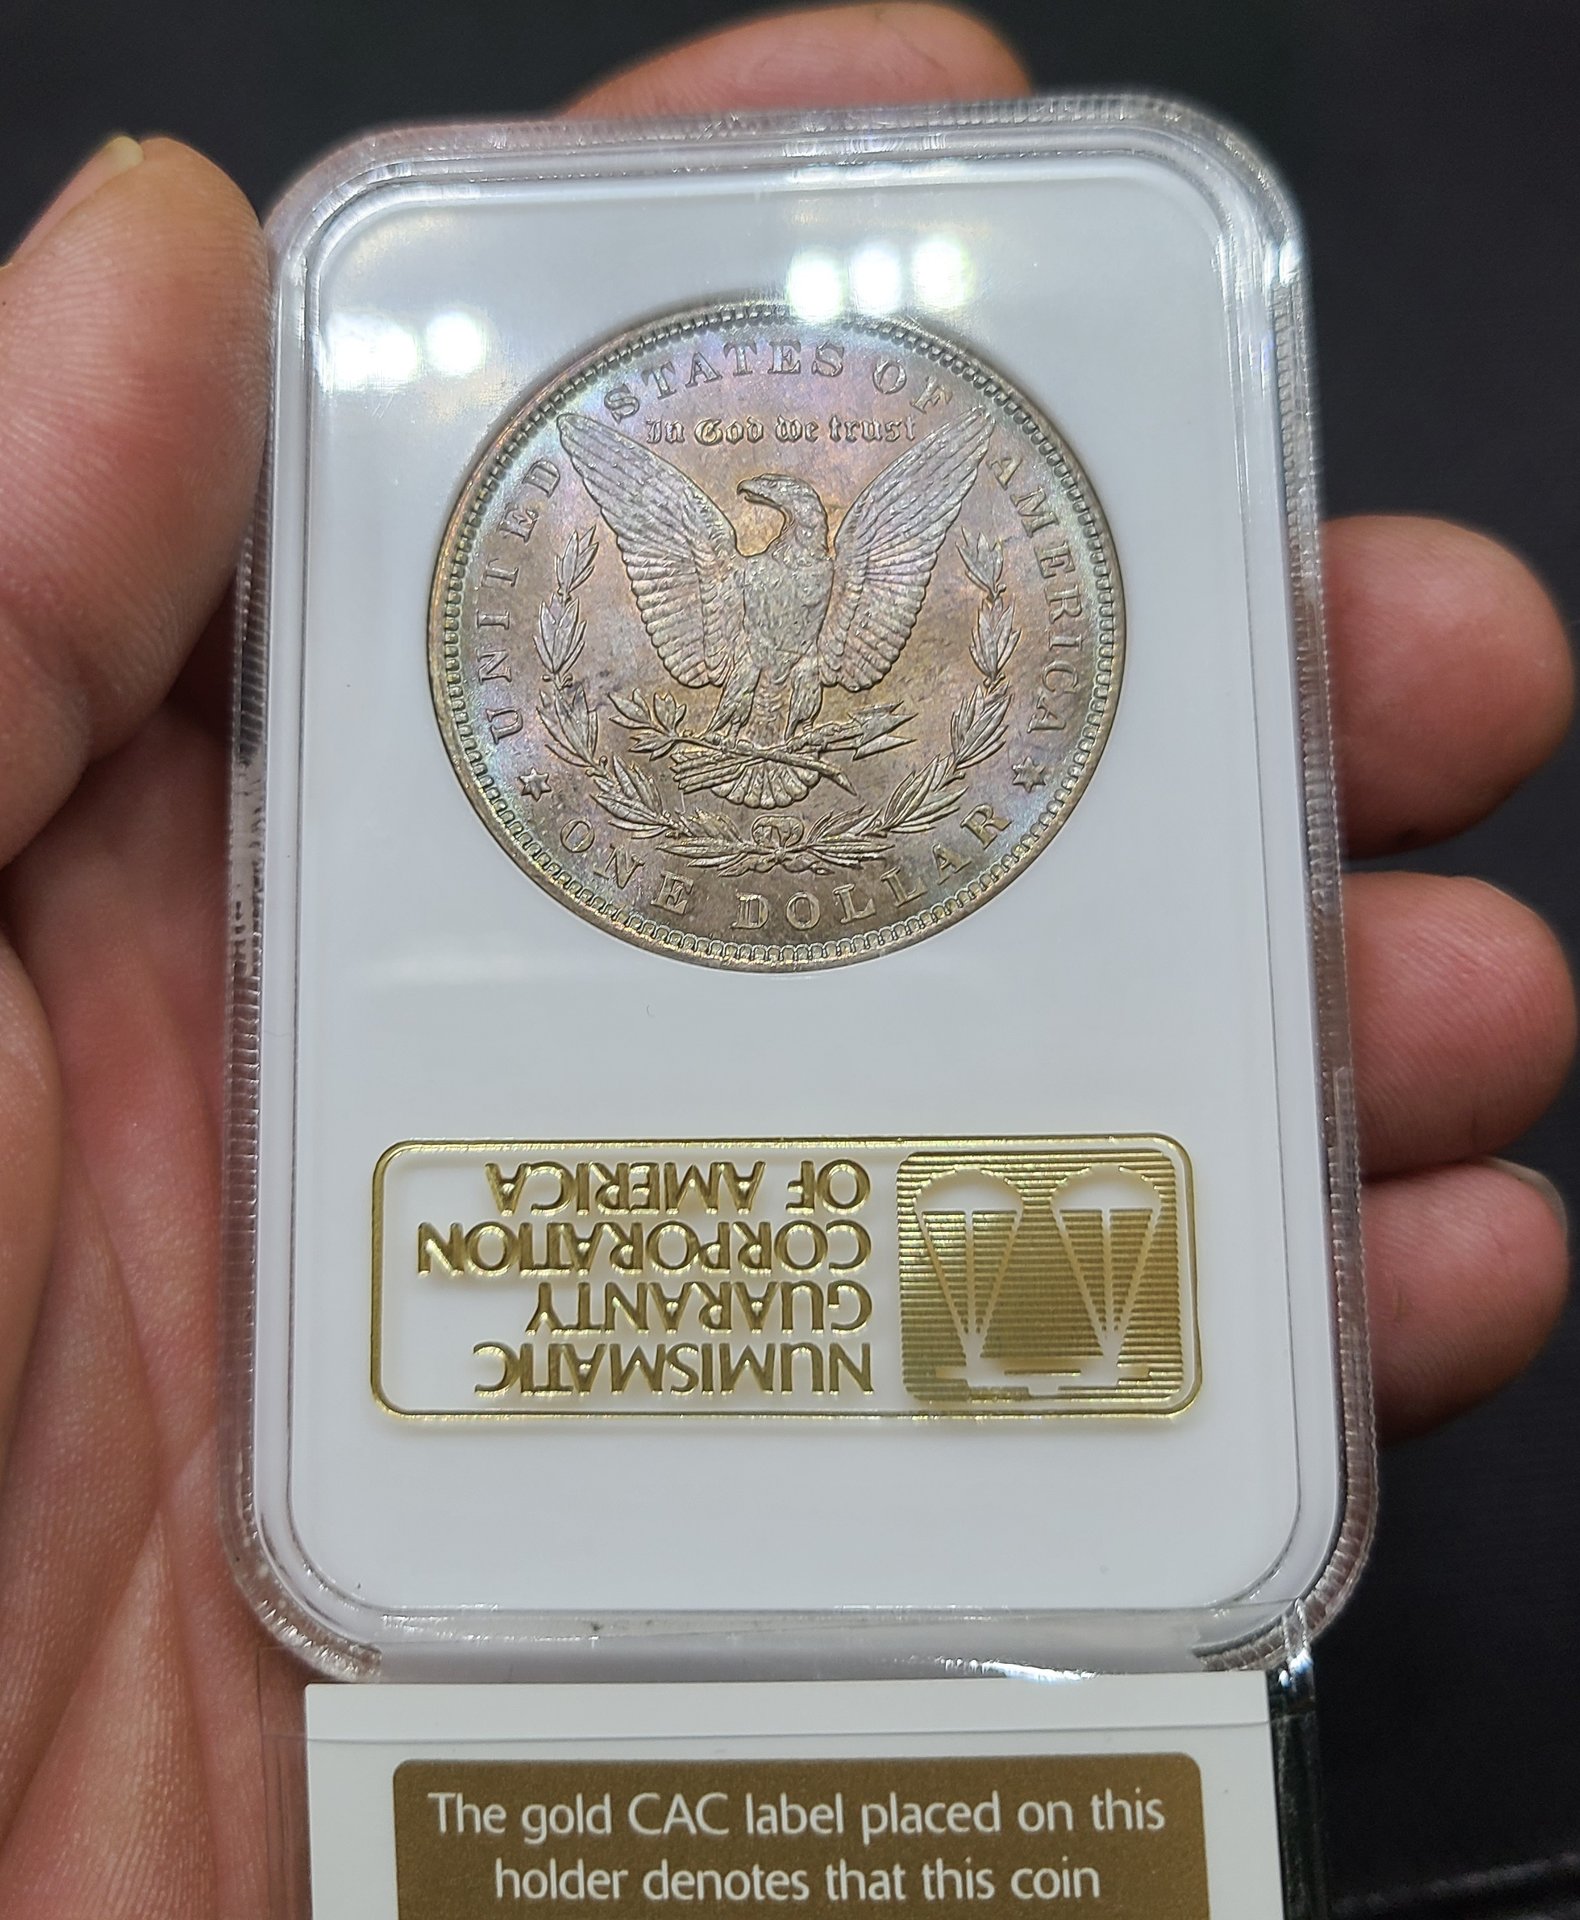 UNITED STATES OF AMERICA
In God we trust
ONE DOLLAR
NUMISMATIC
GUARANTY
CORPORATION
OF AMERICA
The gold CAC label placed on this
holder denotes that this coin